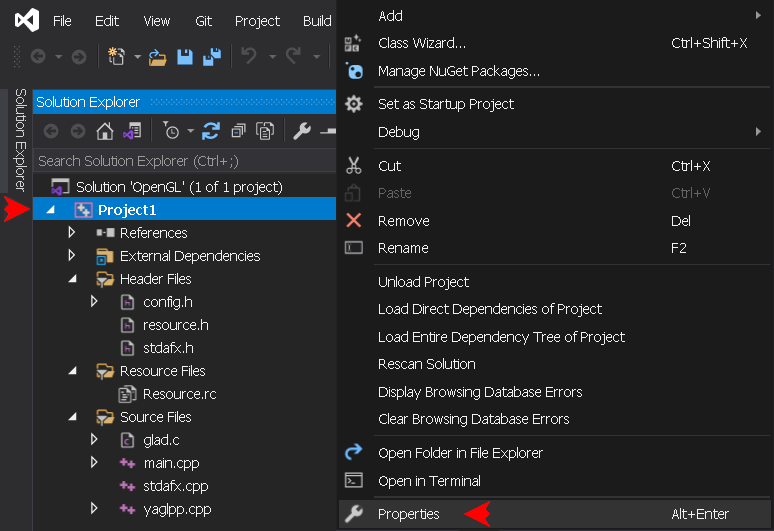 File Edit View Git Project Build
Solution Explorer
Solution Explorer
Search Solution Explorer (Ctrl+;)
Solution 'OpenGL' (1 of 1 project)
Project1
References
External Dependencies
Header Files
config.h
resource.h
stdafx.h
Resource Files
Resource.rc
Source Files
glad.c
main.cpp
stdafx.cpp
yaglpp.cpp
Add
Class Wizard... Ctrl+Shift+X
Manage NuGet Packages...
Set as Startup Project
Debug
Cut Ctrl+X
Paste Ctrl+V
Remove Del
Rename F2
Unload Project
Load Direct Dependencies of Project
Load Entire Dependency Tree of Project
Rescan Solution
Display Browsing Database Errors
Clear Browsing Database Errors
Open Folder in File Explorer
Open in Terminal
Properties Alt+Enter